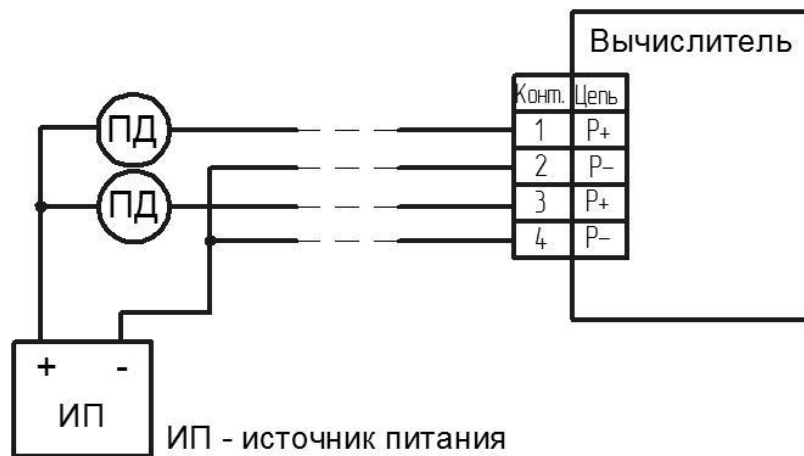 Вычислитель
Конт. Цепь
ПД 1 P+
2 P-
ПД 3 P+
4 P-
+ -
ИП
ИП - источник питания